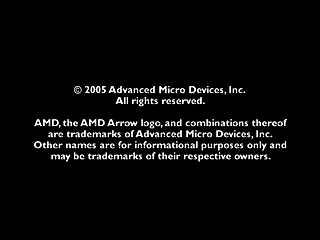 © 2005 Advanced Micro Devices, Inc.
All rights reserved.
AMD, the AMD Arrow logo, and combinations thereof
are trademarks of Advanced Micro Devices, Inc.
Other names are for informational purposes only and
may be trademarks of their respective owners.